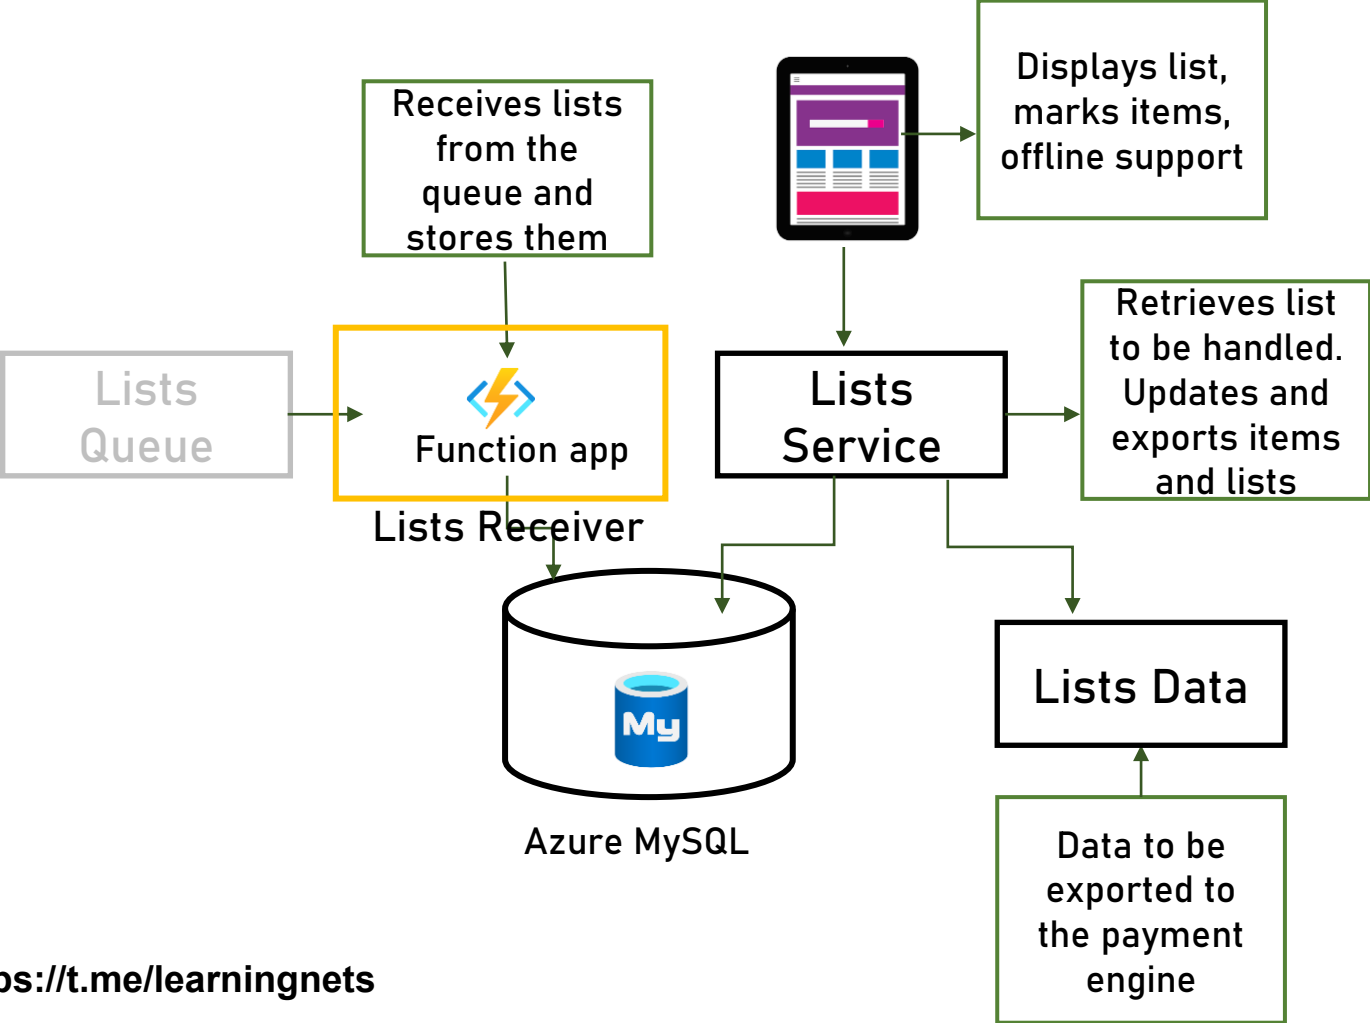 Displays list,
marks items,
offline support
Receives lists
from the
queue and
stores them
Retrieves list
to be handled.
Updates and
exports items
and lists
Lists
Queue
Function app
Lists
Service
Lists Receiver
My
Lists Data
Azure MySQL
Data to be
exported to
the payment
engine
ps://t.me/learningnets